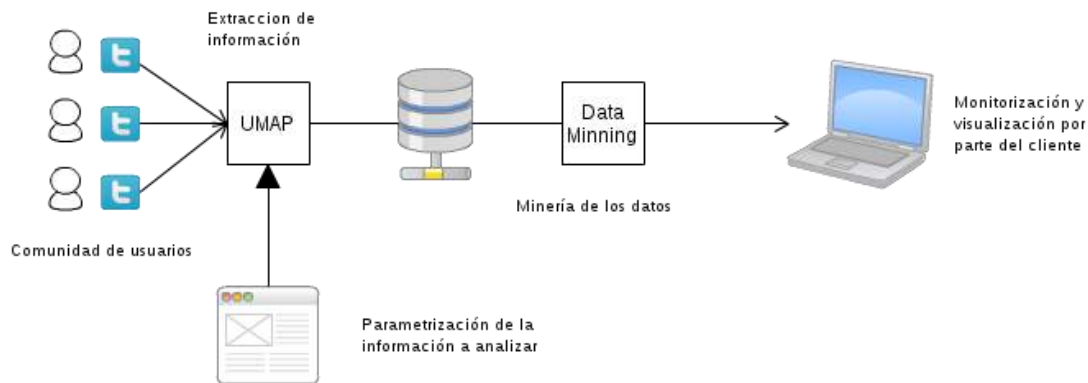 Extraccion de
información
UMAP
Data
Minning
Monitorización y
visualización por
parte del cliente
Minería de los datos
Comunidad de usuarios
Parametrización de la
información a analizar